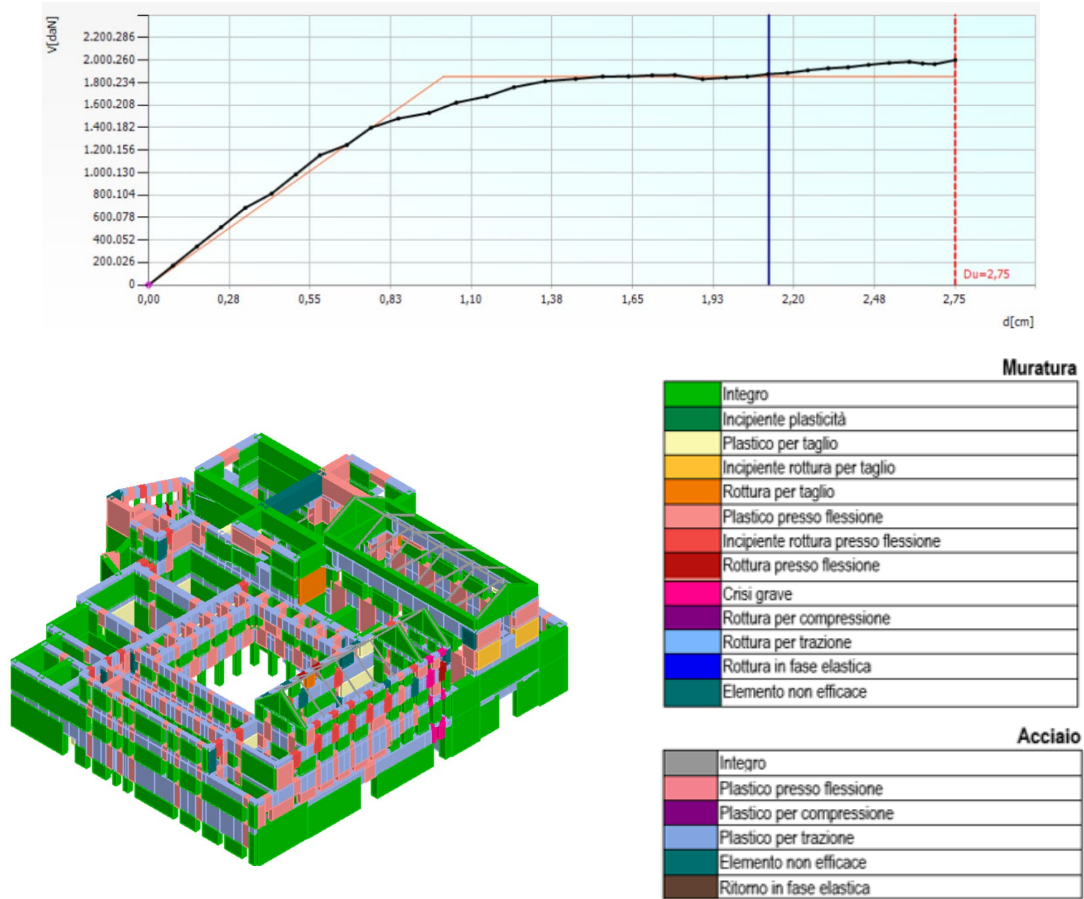 V[daN]
2.200.286
2.000.260
1.800.234
1.600.208
1.400.182
1.200.156
1.000.130
800.104
600.078
400.052
200.026
0
Du=2,75
0,00 0,28 0,55 0,83 1,10 1,38 1,65 1,93 2,20 2,48 2,75
d[cm]
Muratura
Integro
Incipiente plasticità
Plastico per taglio
Incipiente rottura per taglio
Rottura per taglio
Plastico presso flessione
Incipiente rottura presso flessione
Rottura presso flessione
Crisi grave
Rottura per compressione
Rottura per trazione
Rottura in fase elastica
Elemento non efficace
Acciaio
Integro
Plastico presso flessione
Plastico per compressione
Plastico per trazione
Elemento non efficace
Ritorno in fase elastica